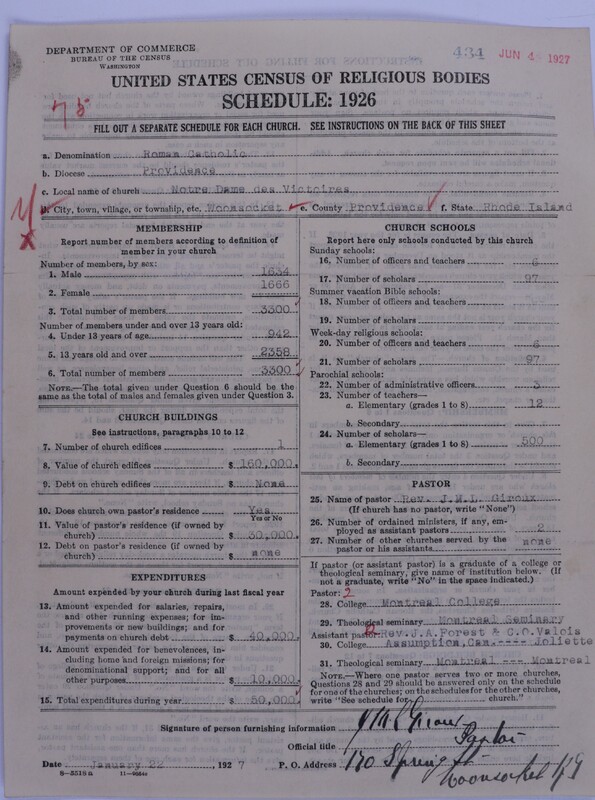 DEPARTMENT OF COMMERCE
BUREAU OF THE CENSUS
WASHINGTON
434
JUN 4 1927
UNITED STATES CENSUS OF RELIGIOUS BODIES
SCHEDULE: 1926
75
FILL OUT A SEPARATE SCHEDULE FOR EACH CHURCH. SEE INSTRUCTIONS ON THE BACK OF THIS SHEET
a. Denomination Roman Catholic
b. Diocese Providence
c. Local name of church Notre Dame des Victoires
d. City, town, village, or township, etc. Woonsocket e. County Providence f. State Rhode Island
MEMBERSHIP
Report number of members according to definition of
member in your church
Number of members, by sex:
1. Male 1634
2. Female 1666
3. Total number of members 3300
Number of members under and over 13 years old:
4. Under 13 years of age 942
5. 13 years old and over 2358
6. Total number of members 3300
NOTE.—The total given under Question 6 should be
same as the total of males and females given under Question 3.
CHURCH BUILDINGS
See instructions, paragraphs 10 to 12
7. Number of church edifices 1
8. Value of church edifices $ 160,000.
9. Debt on church edifices $ None
10. Does church own pastor's residence Yes
Yes or No
11. Value of pastor's residence (if owned by
church) $ 30,000.
12. Debt on pastor's residence (if owned by
church) $ none
EXPENDITURES
Amount expended by your church during last fiscal year
13. Amount expended for salaries, repairs,
and other running expenses; for im-
provements or new buildings; and for
payments on church debt $ 40,000.
14. Amount expended for benevolences, in-
cluding home and foreign missions; for
denominational support; and for all
other purposes $ 10,000.
15. Total expenditures during year $ 50,000.
CHURCH SCHOOLS
Report here only schools conducted by this church
Sunday schools:
16. Number of officers and teachers 6
17. Number of scholars 97
Summer vacation Bible schools:
18. Number of officers and teachers
19. Number of scholars
Week-day religious schools:
20. Number of officers and teachers 6
21. Number of scholars 97
Parochial schools:
22. Number of administrative officers 3
23. Number of teachers—
a. Elementary (grades 1 to 8) 12
b. Secondary
24. Number of scholars—
a. Elementary (grades 1 to 8) 500
b. Secondary
PASTOR
25. Name of pastor Rev. J.M.L. Giroux
(If church has no pastor, write "None")
26. Number of ordained ministers, if any, em-
ployed as assistant pastors 2
27. Number of other churches served by the
pastor or his assistants none
If pastor (or assistant pastor) is a graduate of a college or
theological seminary, give name of institution below. (If
not a graduate, write "No" in the space indicated.)
Pastor: 2
28. College Montreal College
29. Theological seminary Montreal Seminary
Assistant pastor: Rev. J.A. Forest & C.O. Valois
30. College Assumption, Can.---- Joliette
31. Theological seminary Montreal --- Montreal
NOTE.—Where one pastor serves two or more churches,
Questions 28 and 29 should be answered only on the schedule
for one of the churches; on the schedules for the other churches,
write "See schedule for church."
Signature of person furnishing information J M L Giroux
Official title Pastor
Date January 22, 1927 P. O. Address 170 Spring St
Woonsocket R I
8—3518a 11—9084c